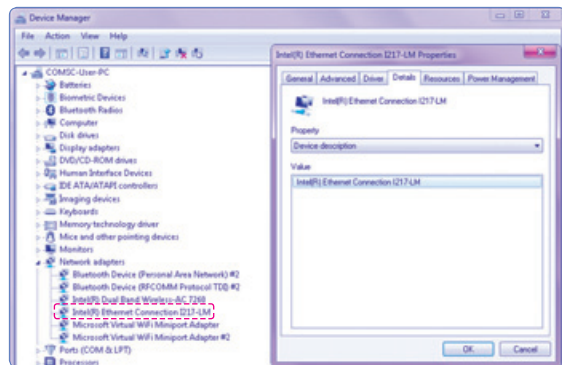 Device Manager
File Action View Help
COMSC-User-PC
Batteries
Biometric Devices
Bluetooth Radios
Computer
Disk drives
Display adapters
DVD/CD-ROM drives
Human Interface Devices
IDE ATA/ATAPI controllers
Imaging devices
Keyboards
Memory technology driver
Mice and other pointing devices
Monitors
Network adapters
Bluetooth Device (Personal Area Network) #2
Bluetooth Device (RFCOMM Protocol TDI) #2
Intel(R) Dual Band Wireless-AC 7260
Intel(R) Ethernet Connection I217-LM
Microsoft Virtual WiFi Miniport Adapter
Microsoft Virtual WiFi Miniport Adapter #2
Ports (COM & LPT)
Processors
Intel(R) Ethernet Connection I217-LM Properties
General Advanced Driver Details Resources Power Management
Intel(R) Ethernet Connection I217-LM
Property
Device description
Value
Intel(R) Ethernet Connection I217-LM
OK Cancel